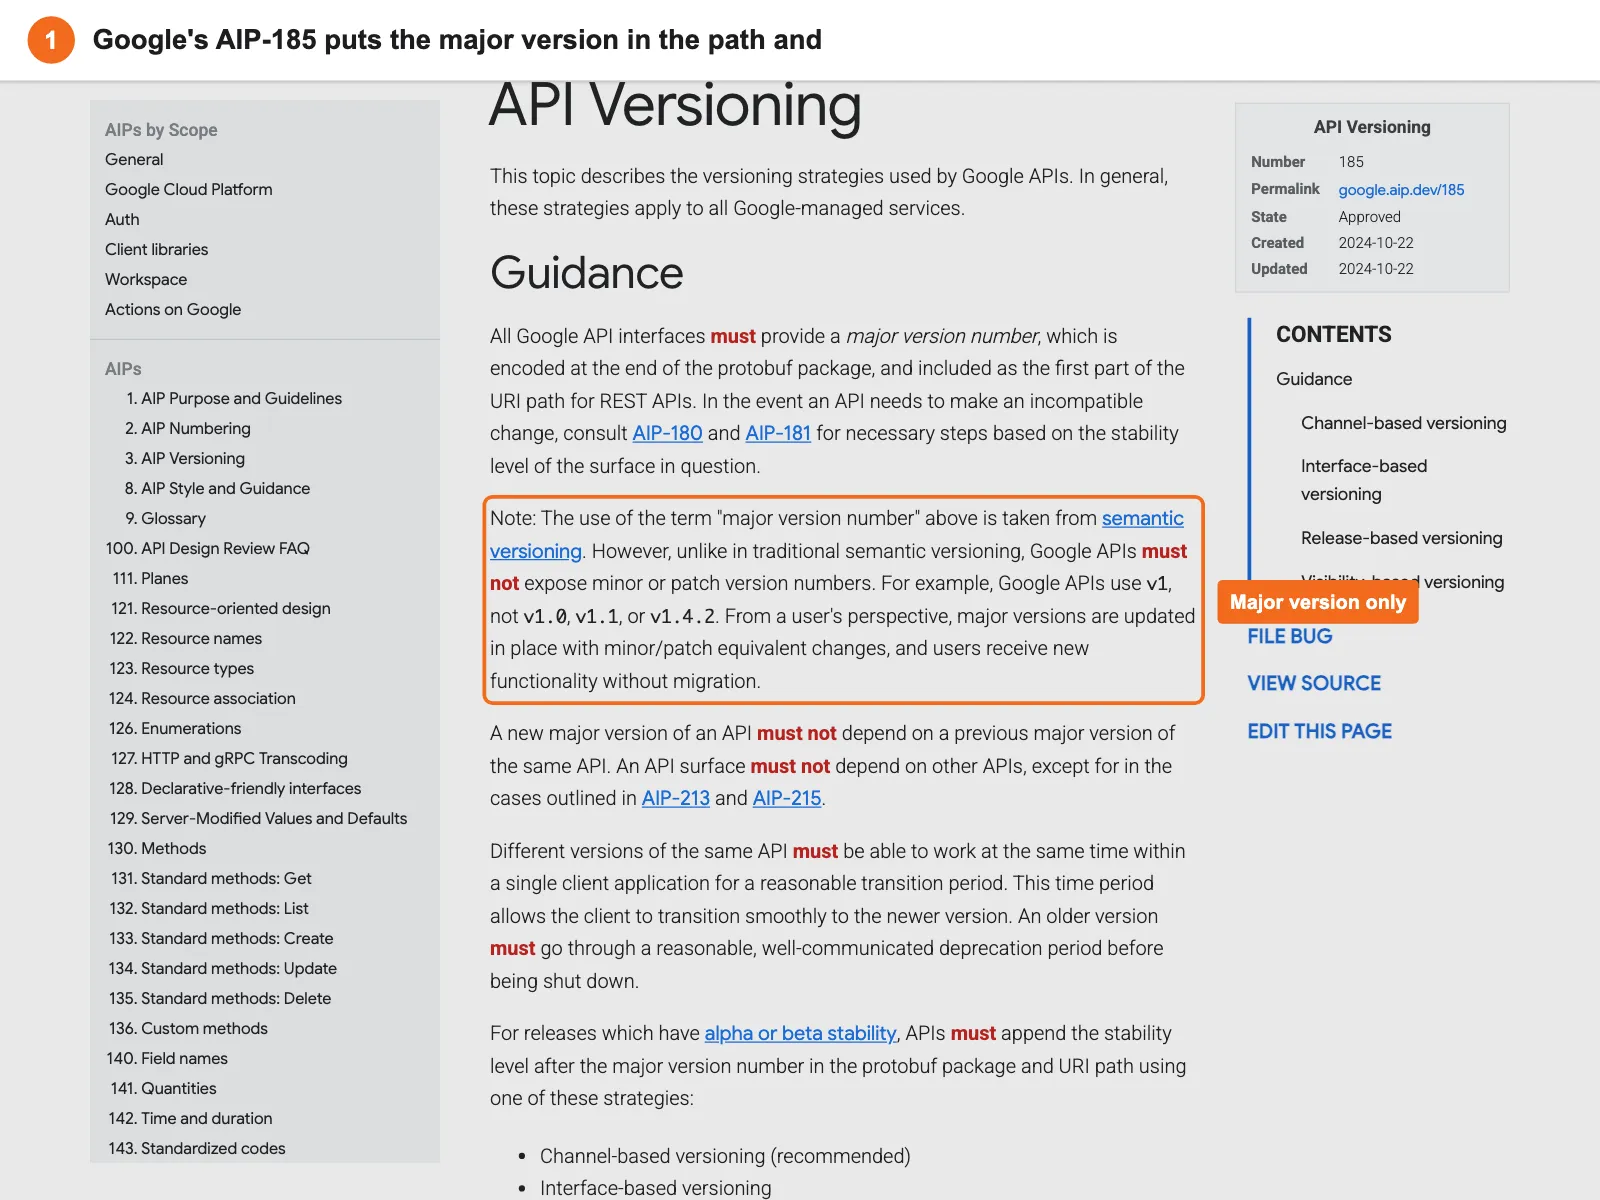 1 Google's AIP-185 puts the major version in the path and
AIPs by Scope
General
Google Cloud Platform
Auth
Client libraries
Workspace
Actions on Google
AIPs
1. AIP Purpose and Guidelines
2. AIP Numbering
3. AIP Versioning
8. AIP Style and Guidance
9. Glossary
100. API Design Review FAQ
111. Planes
121. Resource-oriented design
122. Resource names
123. Resource types
124. Resource association
126. Enumerations
127. HTTP and gRPC Transcoding
128. Declarative-friendly interfaces
129. Server-Modified Values and Defaults
130. Methods
131. Standard methods: Get
132. Standard methods: List
133. Standard methods: Create
134. Standard methods: Update
135. Standard methods: Delete
136. Custom methods
140. Field names
141. Quantities
142. Time and duration
143. Standardized codes
API Versioning
This topic describes the versioning strategies used by Google APIs. In general,
these strategies apply to all Google-managed services.
Guidance
All Google API interfaces must provide a major version number, which is
encoded at the end of the protobuf package, and included as the first part of the
URI path for REST APIs. In the event an API needs to make an incompatible
change, consult AIP-180 and AIP-181 for necessary steps based on the stability
level of the surface in question.
Note: The use of the term "major version number" above is taken from semantic
versioning. However, unlike in traditional semantic versioning, Google APIs must
not expose minor or patch version numbers. For example, Google APIs use v1,
not v1.0, v1.1, or v1.4.2. From a user's perspective, major versions are updated
in place with minor/patch equivalent changes, and users receive new
functionality without migration.
A new major version of an API must not depend on a previous major version of
the same API. An API surface must not depend on other APIs, except for in the
cases outlined in AIP-213 and AIP-215.
Different versions of the same API must be able to work at the same time within
a single client application for a reasonable transition period. This time period
allows the client to transition smoothly to the newer version. An older version
must go through a reasonable, well-communicated deprecation period before
being shut down.
For releases which have alpha or beta stability, APIs must append the stability
level after the major version number in the protobuf package and URI path using
one of these strategies:
• Channel-based versioning (recommended)
• Interface-based versioning
API Versioning
Number 185
Permalink google.aip.dev/185
State Approved
Created 2024-10-22
Updated 2024-10-22
CONTENTS
Guidance
Channel-based versioning
Interface-based
versioning
Release-based versioning
Visibility-based versioning
Major version only
FILE BUG
VIEW SOURCE
EDIT THIS PAGE